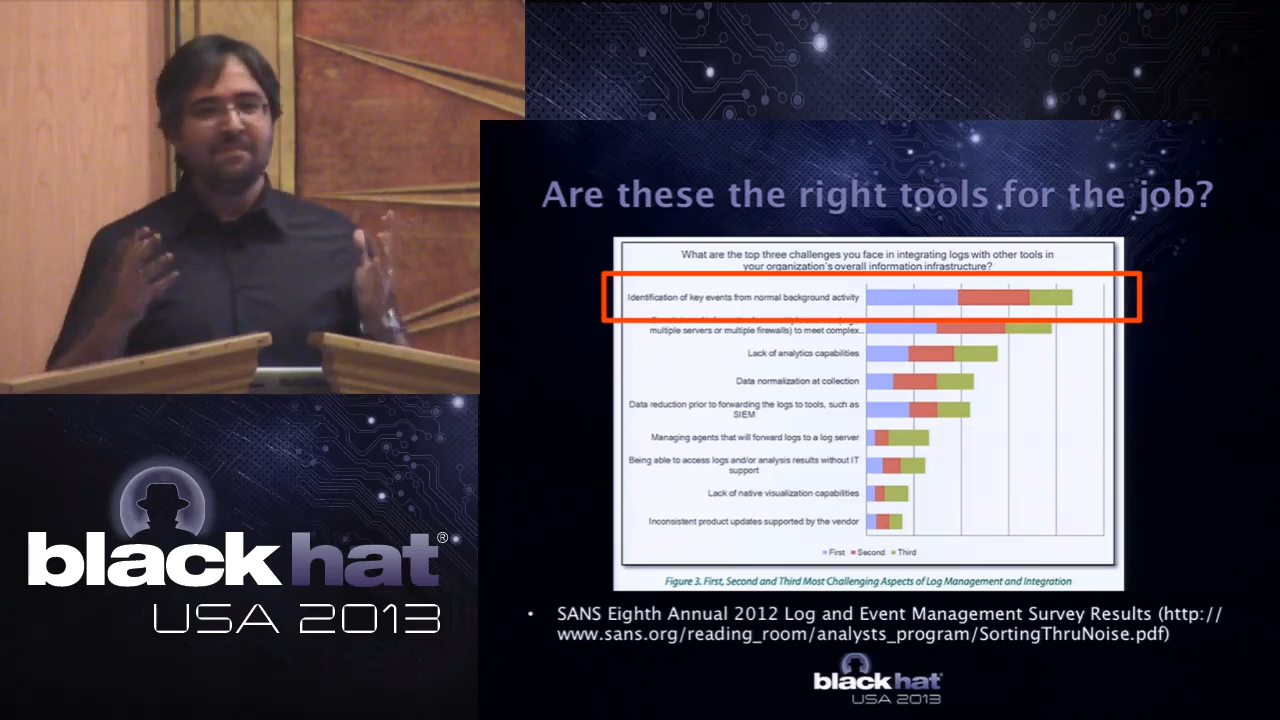 Are these the right tools for the job?
What are the top three challenges you face in integrating logs with other tools in
your organization's overall information infrastructure?
Identification of key events from normal background activity
multiple servers or multiple firewalls) to meet complex..
Lack of analytics capabilities
Data normalization at collection
Data reduction prior to forwarding the logs to tools, such as
SIEM
Managing agents that will forward logs to a log server
Being able to access logs and/or analysis results without IT
support
Lack of native visualization capabilities
Inconsistent product updates supported by the vendor
First Second Third
Figure 3. First, Second and Third Most Challenging Aspects of Log Management and Integration
• SANS Eighth Annual 2012 Log and Event Management Survey Results (http://
www.sans.org/reading_room/analysts_program/SortingThruNoise.pdf)
black hat®
USA 2013
black hat
USA 2013